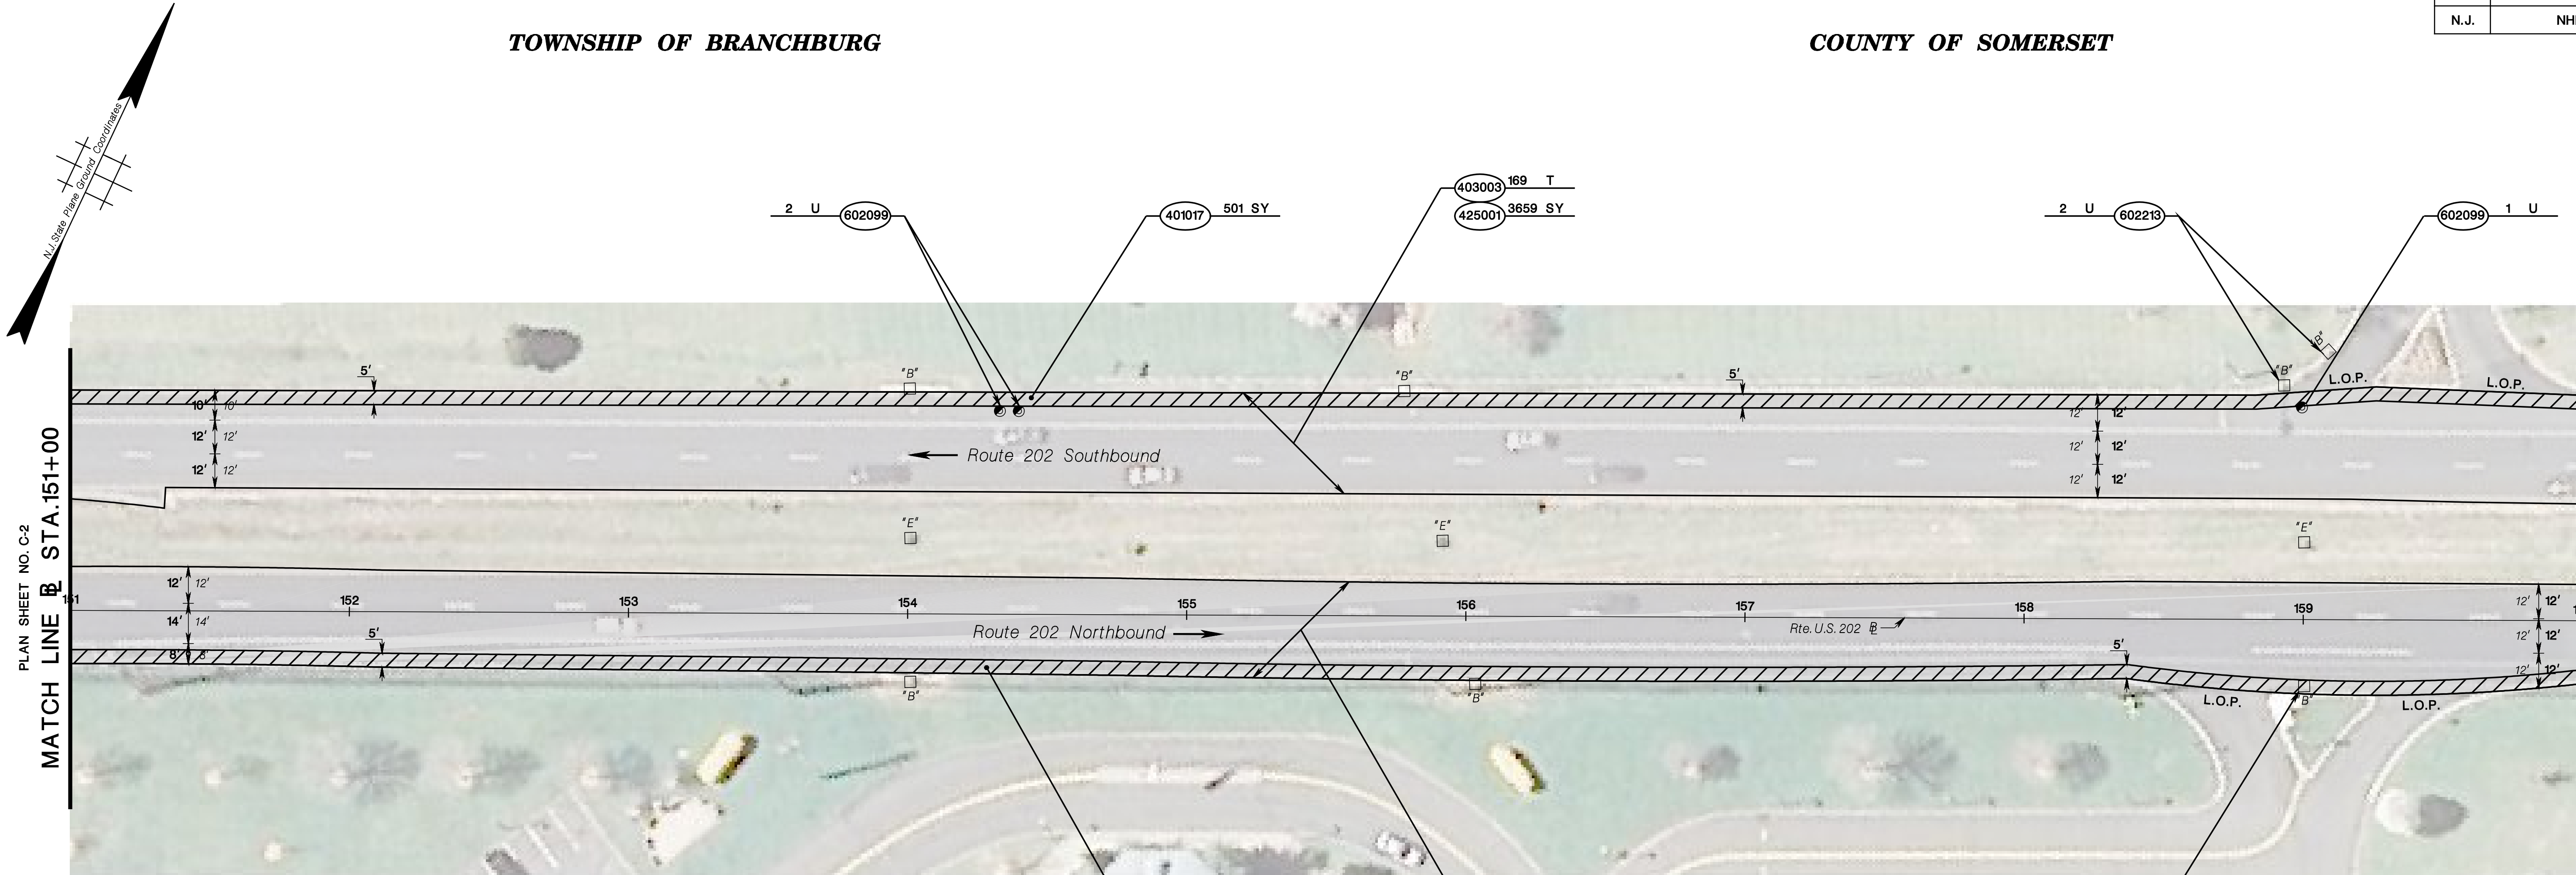 N.J. NH
TOWNSHIP OF BRANCHBURG
COUNTY OF SOMERSET
N.J. State Plane Ground Coordinates
403003 169 T
2 U 602099
401017 501 SY
425001 3659 SY
2 U 602213
602099 1 U
5'
"B"
"B"
5'
"B"
"B"
L.O.P.
L.O.P.
10' 10'
12' 12'
12' 12'
12' 12'
12' 12'
12' 12'
Route 202 Southbound
PLAN SHEET NO. C-2
MATCH LINE BL STA. 151+00
"E"
"E"
"E"
12' 12'
14' 14'
8' 8'
151
152
153
154
155
156
157
158
159
12' 12'
12' 12'
12' 12'
Route 202 Northbound
Rte. U.S. 202 BL
5'
5'
"B"
"B"
"B"
L.O.P.
L.O.P.